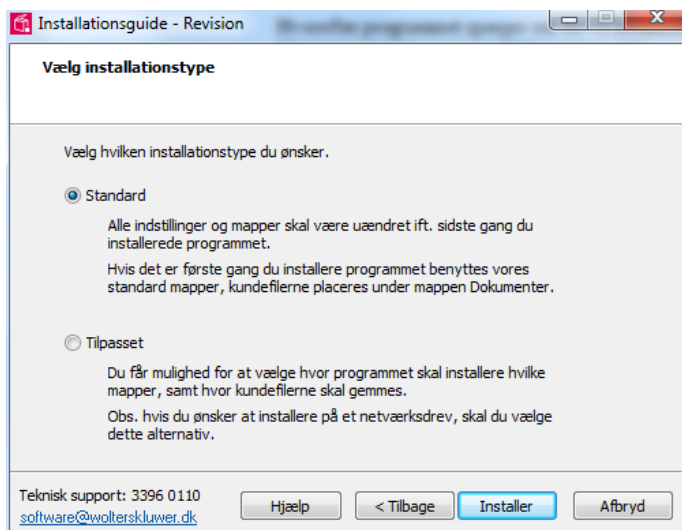 Installationsguide - Revision
Vælg installationstype
Vælg hvilken installationstype du ønsker.
Standard
Alle indstillinger og mapper skal være uændret ift. sidste gang du
installerede programmet.
Hvis det er første gang du installere programmet benyttes vores
standard mapper, kundefilerne placeres under mappen Dokumenter.
Tilpasset
Du får mulighed for at vælge hvor programmet skal installere hvilke
mapper, samt hvor kundefilerne skal gemmes.
Obs. hvis du ønsker at installere på et netværksdrev, skal du vælge
dette alternativ.
Teknisk support: 3396 0110
software@wolterskluwer.dk
Hjælp
< Tilbage
Installer
Afbryd